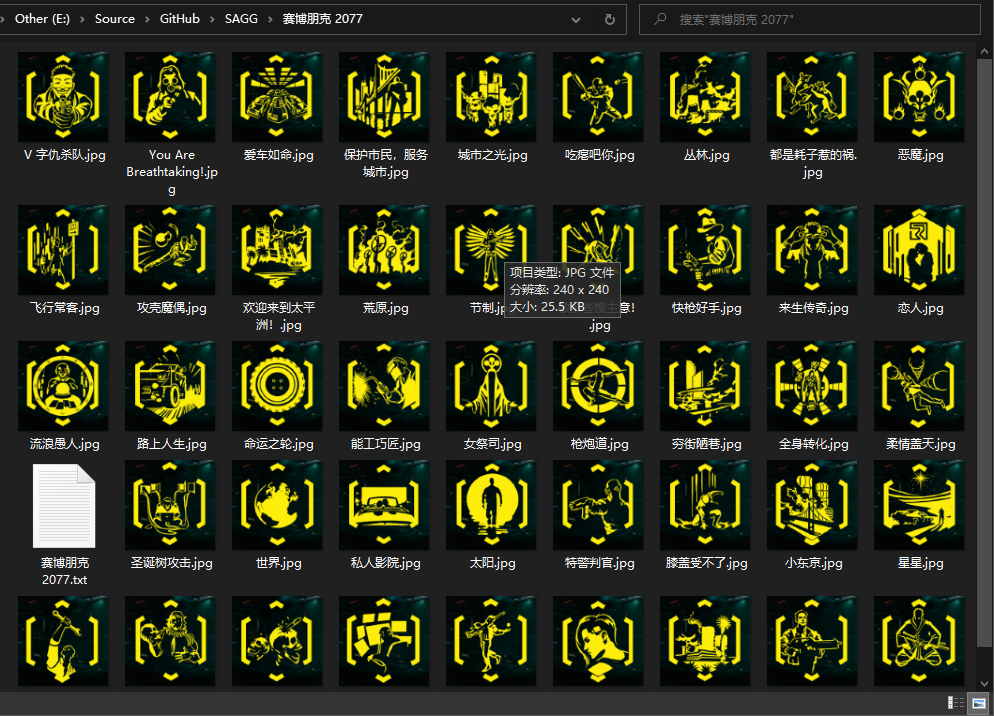 Other (E:) › Source › GitHub › SAGG › 赛博朋克 2077
搜索"赛博朋克 2077"
V 字仇杀队.jpg
You Are
Breathtaking!.jp
g
爱车如命.jpg
保护市民，服务
城市.jpg
城市之光.jpg
吃瘪吧你.jpg
丛林.jpg
都是耗子惹的祸.
jpg
恶魔.jpg
飞行常客.jpg
攻壳魔偶.jpg
欢迎来到太平
洲！.jpg
荒原.jpg
节制.jp
意！
.jpg
项目类型: JPG 文件
分辨率: 240 x 240
大小: 25.5 KB
快枪好手.jpg
来生传奇.jpg
恋人.jpg
流浪愚人.jpg
路上人生.jpg
命运之轮.jpg
能工巧匠.jpg
女祭司.jpg
枪炮道.jpg
穷街陋巷.jpg
全身转化.jpg
柔情盖天.jpg
赛博朋克
2077.txt
圣诞树攻击.jpg
世界.jpg
私人影院.jpg
太阳.jpg
特警判官.jpg
膝盖受不了.jpg
小东京.jpg
星星.jpg